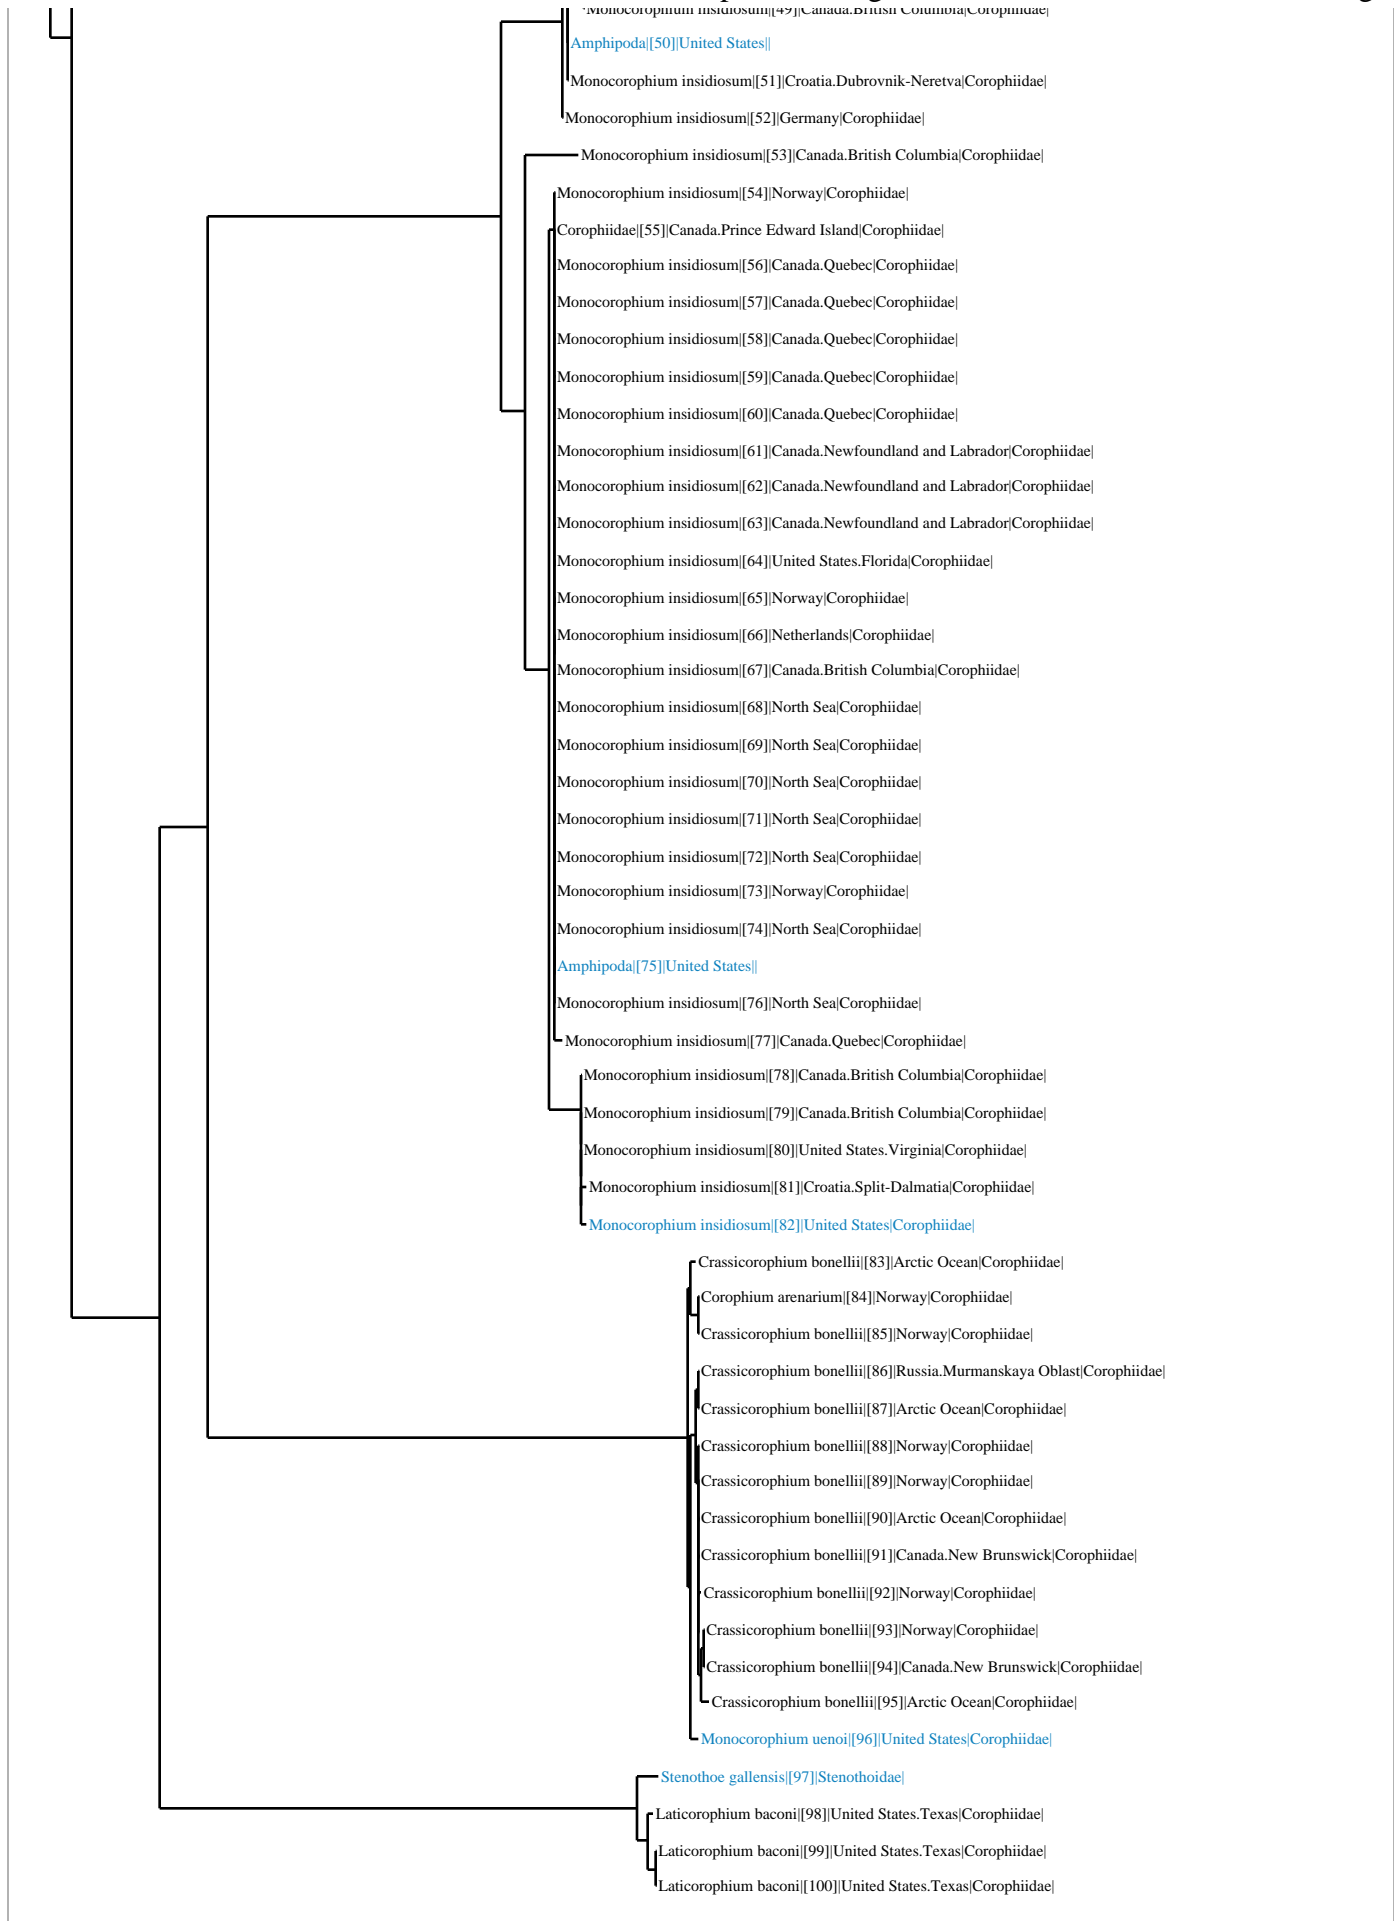 Monocorophium insidiosum|[49]|Canada.British Columbia|Corophiidae|
Amphipoda|[50]|United States||
Monocorophium insidiosum|[51]|Croatia.Dubrovnik-Neretva|Corophiidae|
Monocorophium insidiosum|[52]|Germany|Corophiidae|
Monocorophium insidiosum|[53]|Canada.British Columbia|Corophiidae|
Monocorophium insidiosum|[54]|Norway|Corophiidae|
Corophiidae|[55]|Canada.Prince Edward Island|Corophiidae|
Monocorophium insidiosum|[56]|Canada.Quebec|Corophiidae|
Monocorophium insidiosum|[57]|Canada.Quebec|Corophiidae|
Monocorophium insidiosum|[58]|Canada.Quebec|Corophiidae|
Monocorophium insidiosum|[59]|Canada.Quebec|Corophiidae|
Monocorophium insidiosum|[60]|Canada.Quebec|Corophiidae|
Monocorophium insidiosum|[61]|Canada.Newfoundland and Labrador|Corophiidae|
Monocorophium insidiosum|[62]|Canada.Newfoundland and Labrador|Corophiidae|
Monocorophium insidiosum|[63]|Canada.Newfoundland and Labrador|Corophiidae|
Monocorophium insidiosum|[64]|United States.Florida|Corophiidae|
Monocorophium insidiosum|[65]|Norway|Corophiidae|
Monocorophium insidiosum|[66]|Netherlands|Corophiidae|
Monocorophium insidiosum|[67]|Canada.British Columbia|Corophiidae|
Monocorophium insidiosum|[68]|North Sea|Corophiidae|
Monocorophium insidiosum|[69]|North Sea|Corophiidae|
Monocorophium insidiosum|[70]|North Sea|Corophiidae|
Monocorophium insidiosum|[71]|North Sea|Corophiidae|
Monocorophium insidiosum|[72]|North Sea|Corophiidae|
Monocorophium insidiosum|[73]|Norway|Corophiidae|
Monocorophium insidiosum|[74]|North Sea|Corophiidae|
Amphipoda|[75]|United States||
Monocorophium insidiosum|[76]|North Sea|Corophiidae|
Monocorophium insidiosum|[77]|Canada.Quebec|Corophiidae|
Monocorophium insidiosum|[78]|Canada.British Columbia|Corophiidae|
Monocorophium insidiosum|[79]|Canada.British Columbia|Corophiidae|
Monocorophium insidiosum|[80]|United States.Virginia|Corophiidae|
Monocorophium insidiosum|[81]|Croatia.Split-Dalmatia|Corophiidae|
Monocorophium insidiosum|[82]|United States|Corophiidae|
Crassicorophium bonellii|[83]|Arctic Ocean|Corophiidae|
Corophium arenarium|[84]|Norway|Corophiidae|
Crassicorophium bonellii|[85]|Norway|Corophiidae|
Crassicorophium bonellii|[86]|Russia.Murmanskaya Oblast|Corophiidae|
Crassicorophium bonellii|[87]|Arctic Ocean|Corophiidae|
Crassicorophium bonellii|[88]|Norway|Corophiidae|
Crassicorophium bonellii|[89]|Norway|Corophiidae|
Crassicorophium bonellii|[90]|Arctic Ocean|Corophiidae|
Crassicorophium bonellii|[91]|Canada.New Brunswick|Corophiidae|
Crassicorophium bonellii|[92]|Norway|Corophiidae|
Crassicorophium bonellii|[93]|Norway|Corophiidae|
Crassicorophium bonellii|[94]|Canada.New Brunswick|Corophiidae|
Crassicorophium bonellii|[95]|Arctic Ocean|Corophiidae|
Monocorophium uenoi|[96]|United States|Corophiidae|
Stenothoe gallensis|[97]|Stenothoidae|
Laticorophium baconi|[98]|United States.Texas|Corophiidae|
Laticorophium baconi|[99]|United States.Texas|Corophiidae|
Laticorophium baconi|[100]|United States.Texas|Corophiidae|